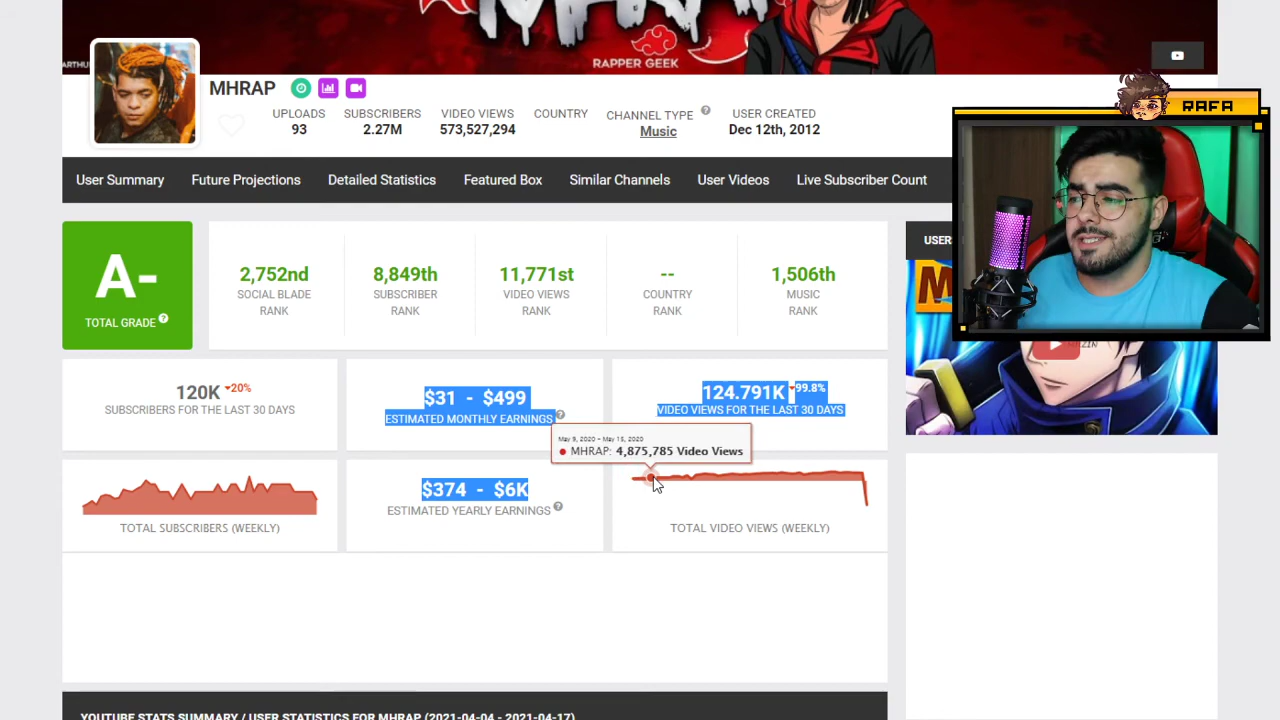 RAPPER GEEK
RAFA
MHRAP
UPLOADS
93
SUBSCRIBERS
2.27M
VIDEO VIEWS
573,527,294
COUNTRY
CHANNEL TYPE
Music
USER CREATED
Dec 12th, 2012
User Summary
Future Projections
Detailed Statistics
Featured Box
Similar Channels
User Videos
Live Subscriber Count
A-
TOTAL GRADE
2,752nd
SOCIAL BLADE
RANK
8,849th
SUBSCRIBER
RANK
11,771st
VIDEO VIEWS
RANK
--
COUNTRY
RANK
1,506th
MUSIC
RANK
USER
120K 20%
SUBSCRIBERS FOR THE LAST 30 DAYS
$31 - $499
ESTIMATED MONTHLY EARNINGS
124.791K 99.8%
VIDEO VIEWS FOR THE LAST 30 DAYS
May 9, 2020 - May 15, 2020
MHRAP: 4,875,785 Video Views
TOTAL SUBSCRIBERS (WEEKLY)
$374 - $6K
ESTIMATED YEARLY EARNINGS
TOTAL VIDEO VIEWS (WEEKLY)
YOUTUBE STATS SUMMARY / USER STATISTICS FOR MHRAP (2021-04-04 - 2021-04-17)